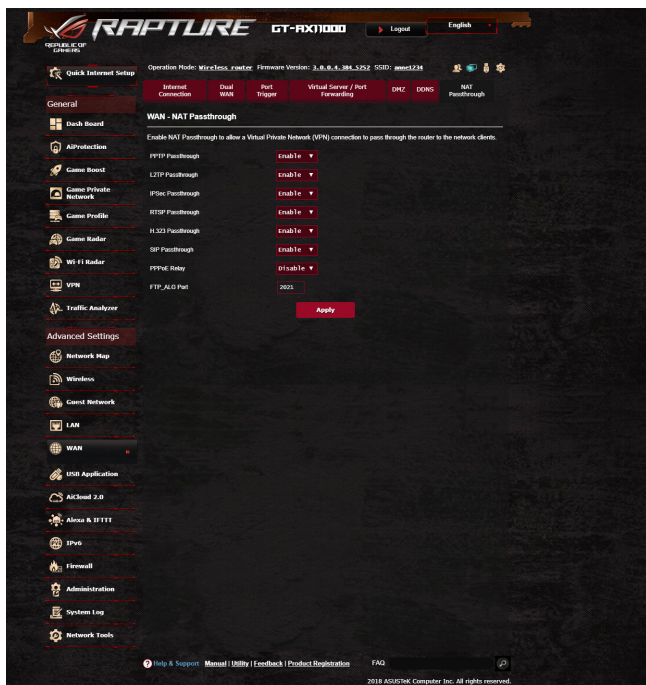 REPUBLIC OF
GAMERS
RAPTURE
GT-AX11000
Logout
English
Quick Internet Setup
Operation Mode: Wireless router Firmware Version: 3.0.0.4.384_5252 SSID:
Internet Connection
Dual WAN
Port Trigger
Virtual Server / Port Forwarding
DMZ
DDNS
NAT Passthrough
General
Dash Board
AiProtection
Game Boost
Game Private Network
Game Profile
Game Radar
Wi-Fi Radar
VPN
Traffic Analyzer
Advanced Settings
Network Map
Wireless
Guest Network
LAN
WAN
USB Application
AiCloud 2.0
Alexa & IFTTT
IPv6
Firewall
Administration
System Log
Network Tools
WAN - NAT Passthrough
Enable NAT Passthrough to allow a Virtual Private Network (VPN) connection to pass through the router to the network clients.
PPTP Passthrough Enable
L2TP Passthrough Enable
IPSec Passthrough Enable
RTSP Passthrough Enable
H.323 Passthrough Enable
SIP Passthrough Enable
PPPoE Relay Disable
FTP_ALG Port 2021
Apply
Help & Support Manual | Utility | Feedback | Product Registration FAQ
2018 ASUSTeK Computer Inc. All rights reserved.